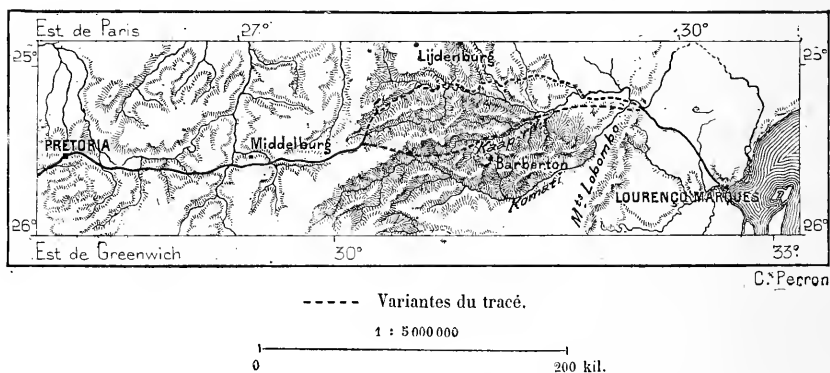 Est de Paris 27° 30°
25° 25°
Lijdenburg
PRETORIA
Middelburg
Kaap
Barberton
Komati
Mts Lobombo
LOURENÇO MARQUES
26°
Est de Greenwich 30° 33°
C. Perron
Variantes du tracé.
1 : 5 000 000
0 200 kil.